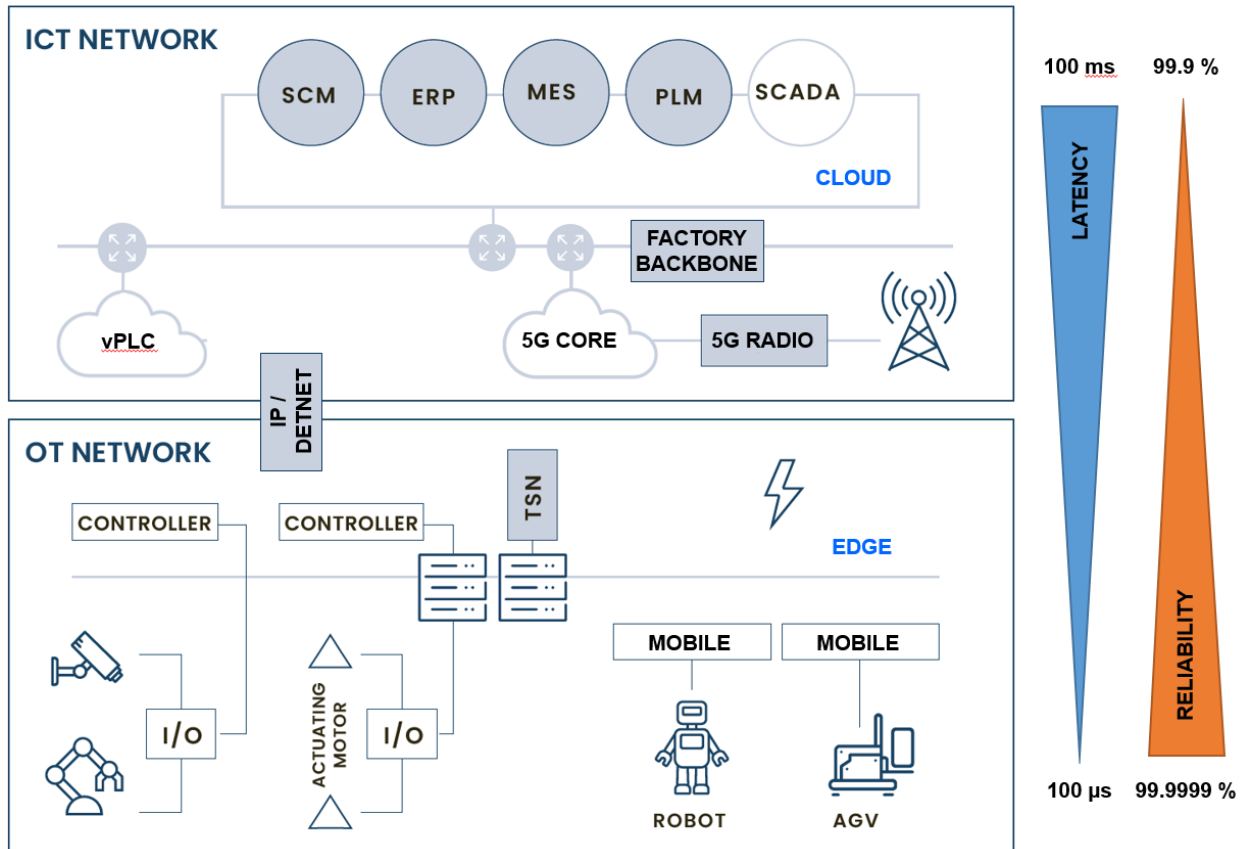 ICT NETWORK
SCM
ERP
MES
PLM
SCADA
CLOUD
FACTORY
BACKBONE
vPLC
5G CORE
5G RADIO
IP /
DETNET
OT NETWORK
TSN
CONTROLLER
CONTROLLER
EDGE
MOBILE
MOBILE
I/O
ACTUATING
MOTOR
I/O
ROBOT
AGV
100 ms
99.9 %
LATENCY
RELIABILITY
100 µs
99.9999 %